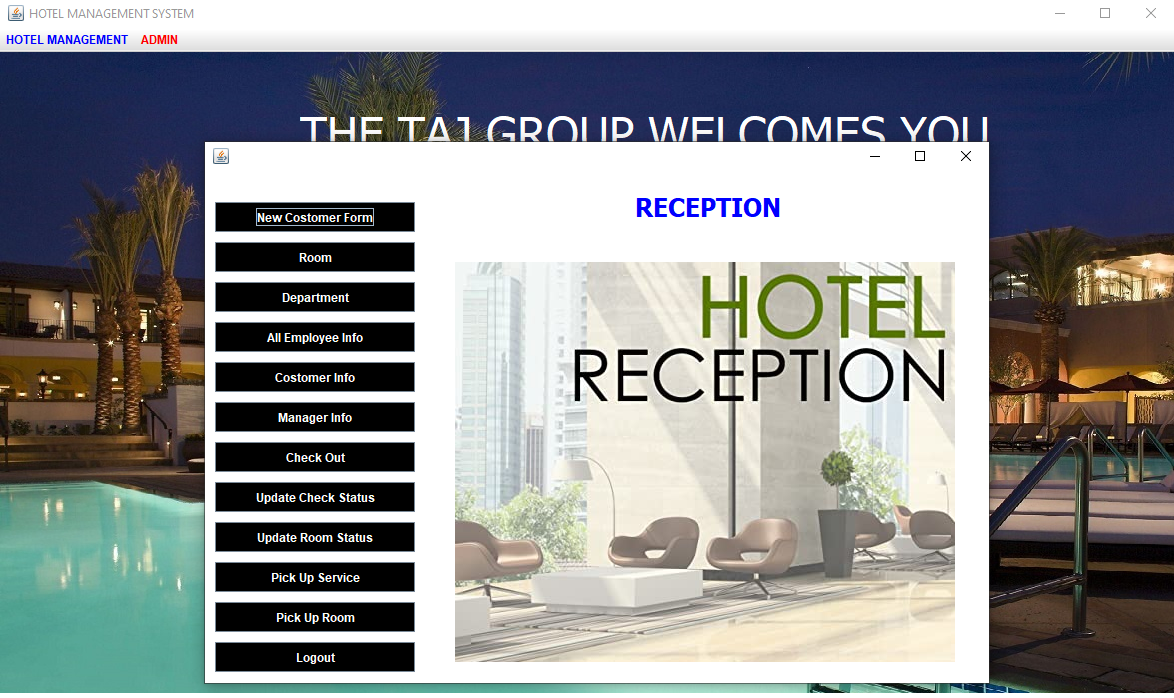 HOTEL MANAGEMENT SYSTEM
HOTEL MANAGEMENT ADMIN
THE TAJ GROUP WELCOMES YOU
RECEPTION
New Costomer Form
Room
Department
All Employee Info
Costomer Info
Manager Info
Check Out
Update Check Status
Update Room Status
Pick Up Service
Pick Up Room
Logout
HOTEL
RECEPTION